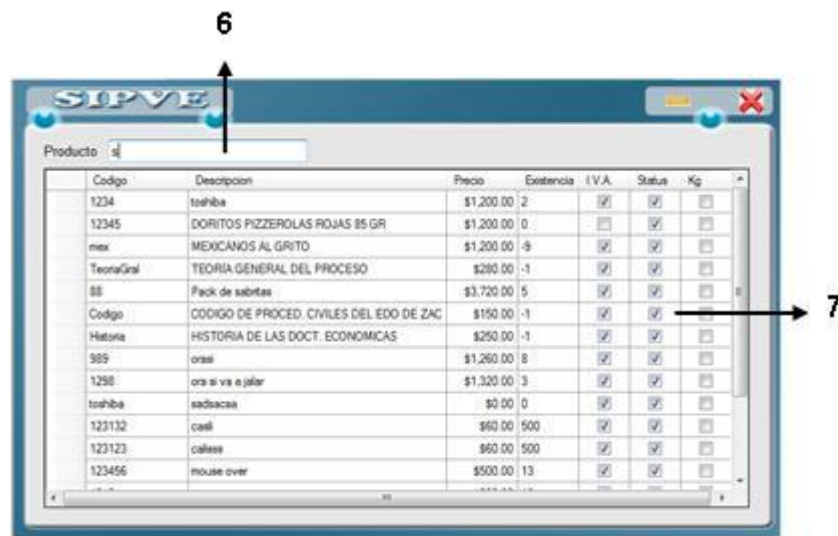 6
SIPVE
Producto s
Codigo Descripcion Precio Existencia I.V.A. Status Kg
1234 toshiba $1,200.00 2
12345 DORITOS PIZZEROLAS ROJAS 85 GR $1,200.00 0
mex MEXICANOS AL GRITO $1,200.00 -9
TeoriaGral TEORÍA GENERAL DEL PROCESO $280.00 -1
88 Pack de sabritas $3,720.00 5
Codigo CODIGO DE PROCED. CIVILES DEL EDO DE ZAC $150.00 -1
7
Historia HISTORIA DE LAS DOCT. ECONOMICAS $250.00 -1
989 orasi $1,260.00 8
1298 ora si va a jalar $1,320.00 3
toshiba sadsacsa $0.00 0
123132 casli $60.00 500
123123 $60.00 500
123456 mouse over $500.00 13